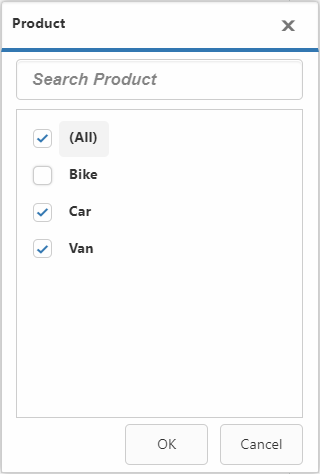 Product
Search Product
(All)
Bike
Car
Van
OK Cancel